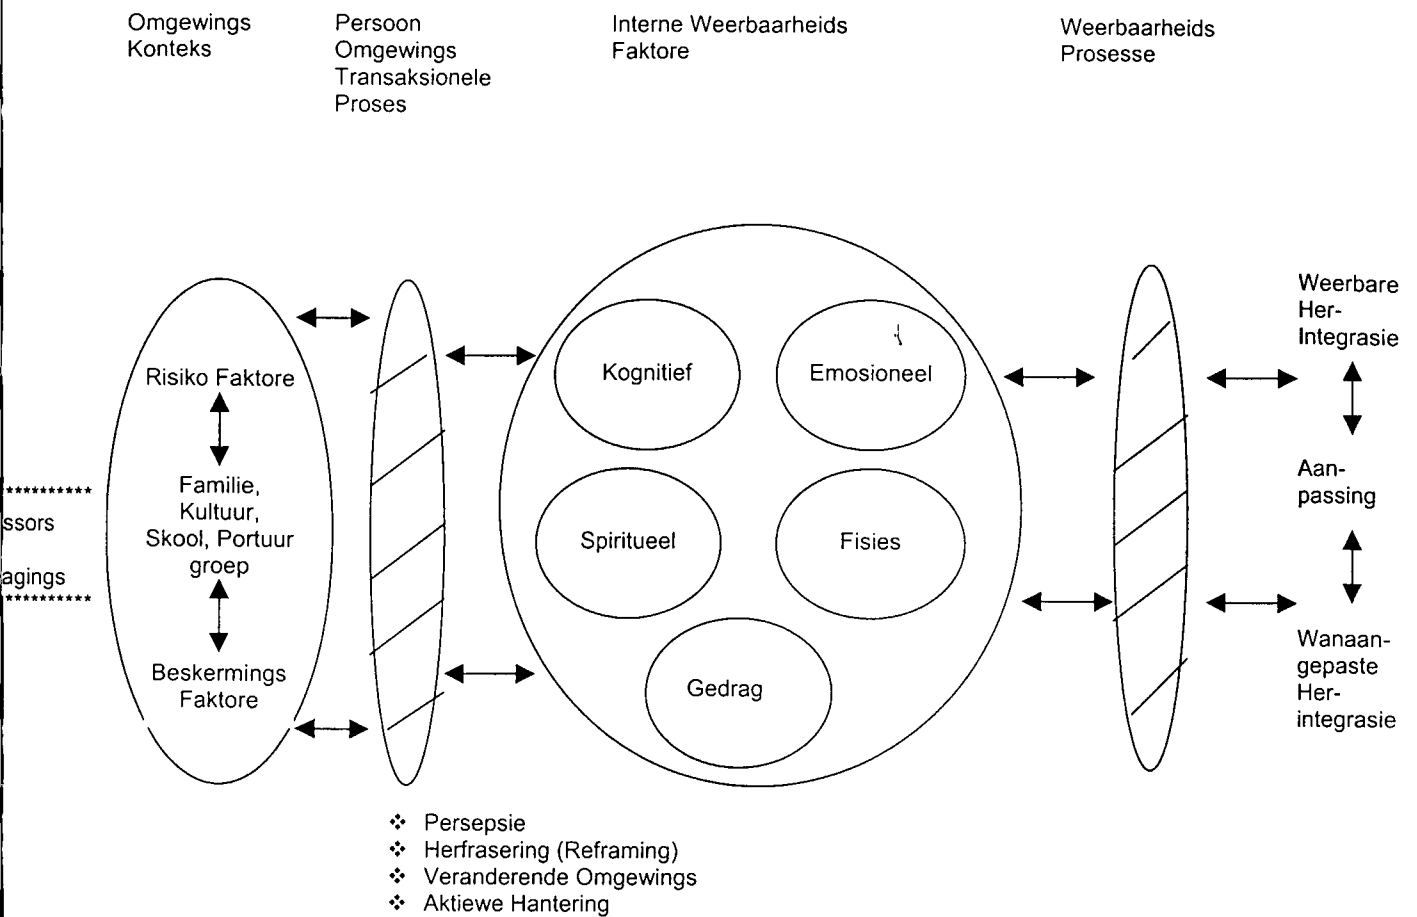 Omgewings
Konteks
Persoon
Omgewings
Transaksionele
Proses
Interne Weerbaarheids
Faktore
Weerbaarheids
Prosesse
**********
ssors
agings
**********
Risiko Faktore
Familie,
Kultuur,
Skool, Portuur
groep
Beskermings
Faktore
Kognitief
Emosioneel
Spiritueel
Fisies
Gedrag
Weerbare
Her-
Integrasie
Aan-
passing
Wanaan-
gepaste
Her-
integrasie
❖ Persepsie
❖ Herfrasering (Reframing)
❖ Veranderende Omgewings
❖ Aktiewe Hantering